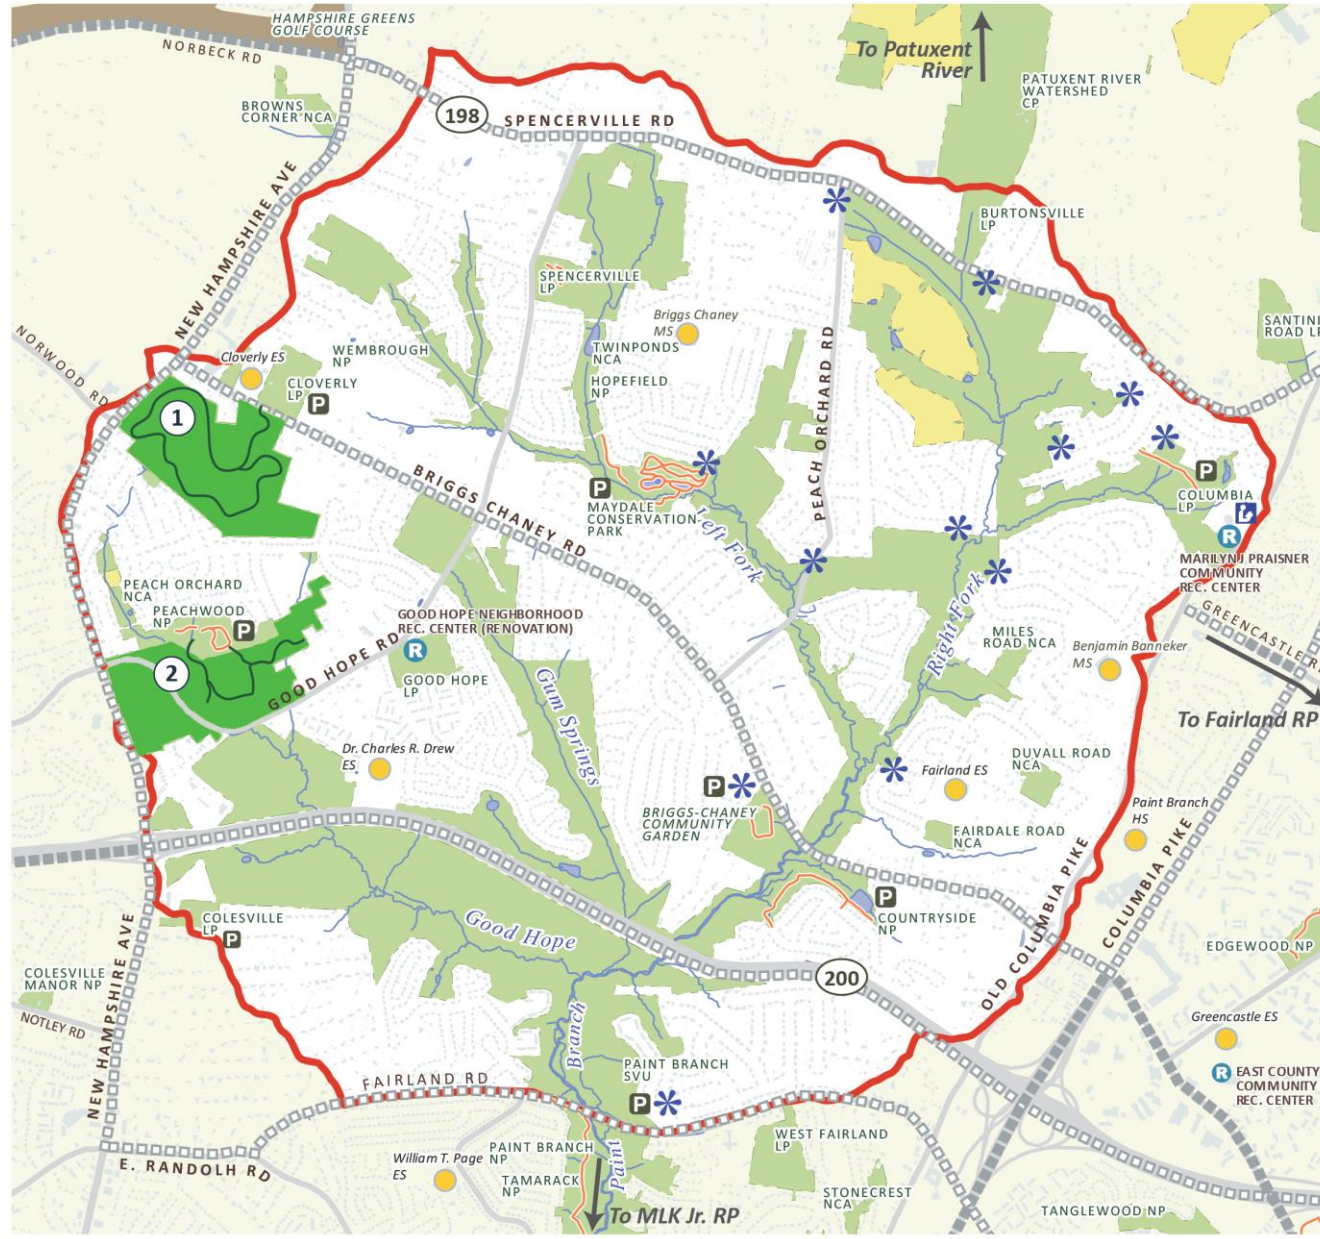 HAMPSHIRE GREENS
GOLF COURSE
NORBECK RD
To Patuxent
River
PATUXENT RIVER
WATERSHED
CP
BROWNS
CORNER NCA
198
SPENCERVILLE RD
NEW HAMPSHIRE AVE
BURTONSVILLE
LP
SPENCERVILLE
LP
SANTINI
ROAD LP
NORWOOD RD
Cloverly ES
WEMBROUGH
NP
Briggs Chaney
MS
TWINPONDS
NCA
HOPEFIELD
NP
CLOVERLY
LP
P
PEACH ORCHARD RD
1
BRIGGS CHANEY RD
P
MAYDALE
CONSERVATION
PARK
Left Fork
P
COLUMBIA
LP
R
MARILYN J PRAISNER
COMMUNITY
REC. CENTER
PEACH ORCHARD
NCA
PEACHWOOD
NP
P
GOOD HOPE NEIGHBORHOOD
REC. CENTER (RENOVATION)
R
GOOD HOPE
LP
GOOD HOPE RD
2
Right Fork
MILES
ROAD NCA
Benjamin Banneker
MS
GREENCASTLE RD
To Fairland RP
Gum Springs
Dr. Charles R. Drew
ES
P
BRIGGS-CHANEY
COMMUNITY
GARDEN
Fairland ES
DUVALL ROAD
NCA
Paint Branch
HS
FAIRDALE ROAD
NCA
COLUMBIA PIKE
OLD COLUMBIA PIKE
P
COUNTRYSIDE
NP
COLESVILLE
LP
P
Good Hope
EDGEWOOD NP
COLESVILLE
MANOR NP
NOTLEY RD
NEW HAMPSHIRE AVE
200
Greencastle ES
R
EAST COUNTY
COMMUNITY
REC. CENTER
Branch
PAINT BRANCH
SVU
P
FAIRLAND RD
E. RANDOLH RD
William T. Page
ES
PAINT BRANCH
NP
TAMARACK
NP
Paint
To MLK Jr. RP
WEST FAIRLAND
LP
STONECREST
NCA
TANGLEWOOD NP